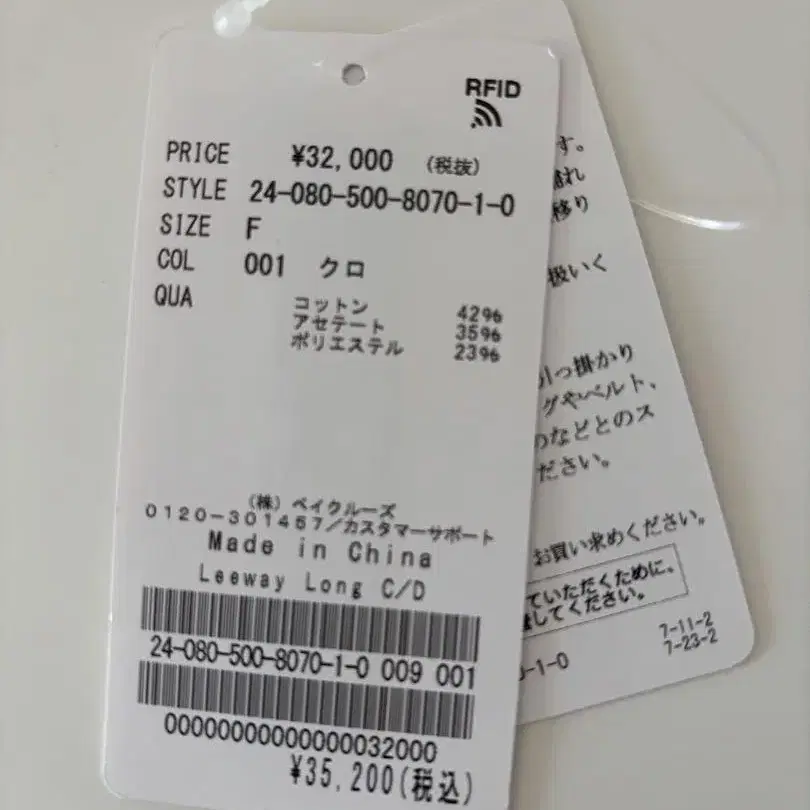 RFID
PRICE ¥32,000 (税抜)
STYLE 24-080-500-8070-1-0
SIZE F
COL 001 クロ
QUA コットン 42%
アセテート 35%
ポリエステル 23%
(株) ベイクルーズ
0120-301457/カスタマーサポート
Made in China
Leeway Long C/D
24-080-500-8070-1-0 009 001
0000000000000032000
¥35,200(税込)
す。
移り
扱いく
引っ掛かり
グやベルト、
のなどとのス
ださい。
お買い求めください。
ていただくために、
してください。
7-11-2
7-23-2
-1-0